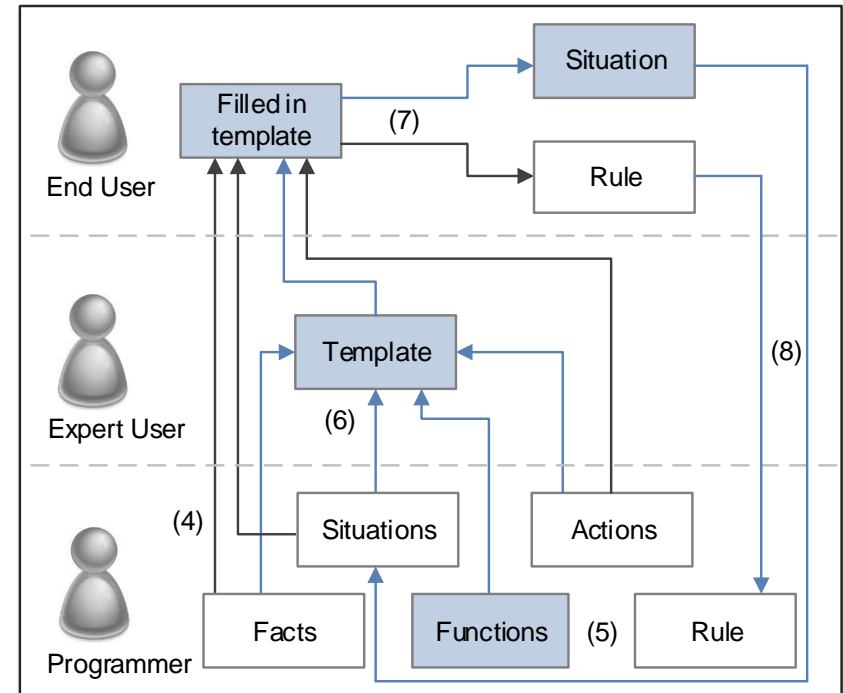 Situation
Filled in
template
(7)
End User
Rule
Template
(8)
(6)
Expert User
(4)
Situations
Actions
Facts
Functions
(5)
Rule
Programmer